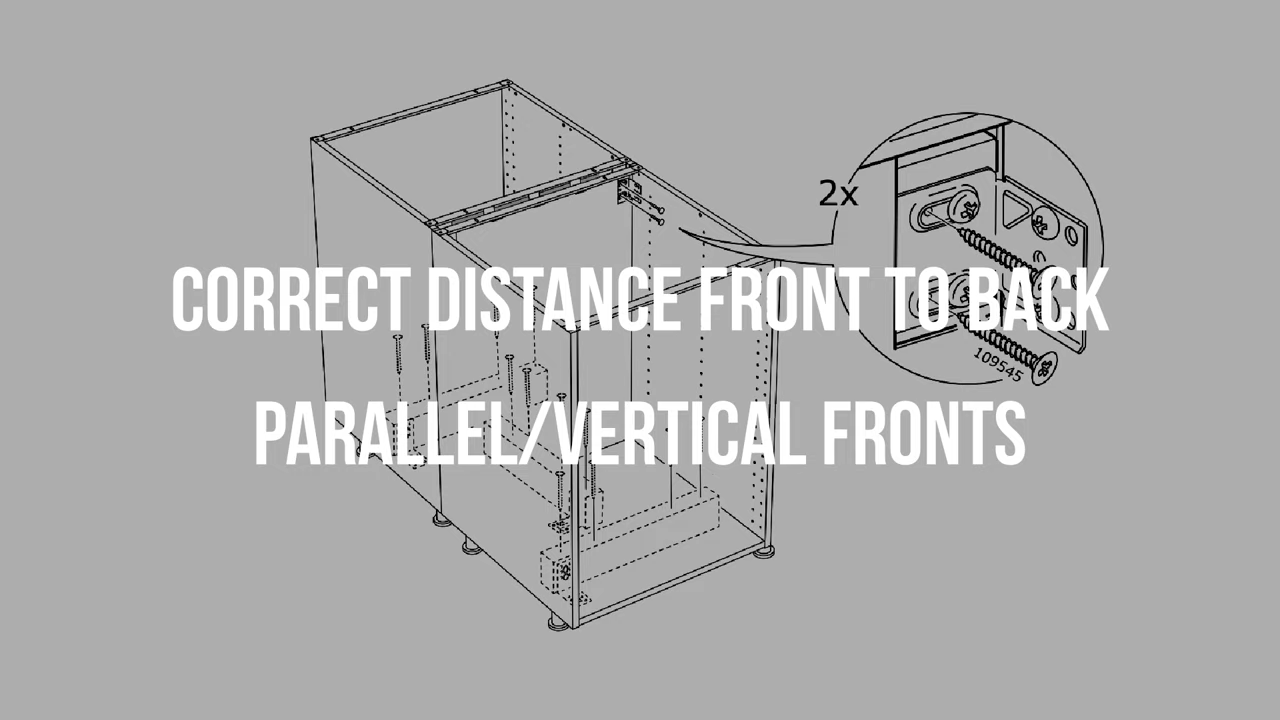 2x
CORRECT DISTANCE FRONT TO BACK
109545
PARALLEL/VERTICAL FRONTS